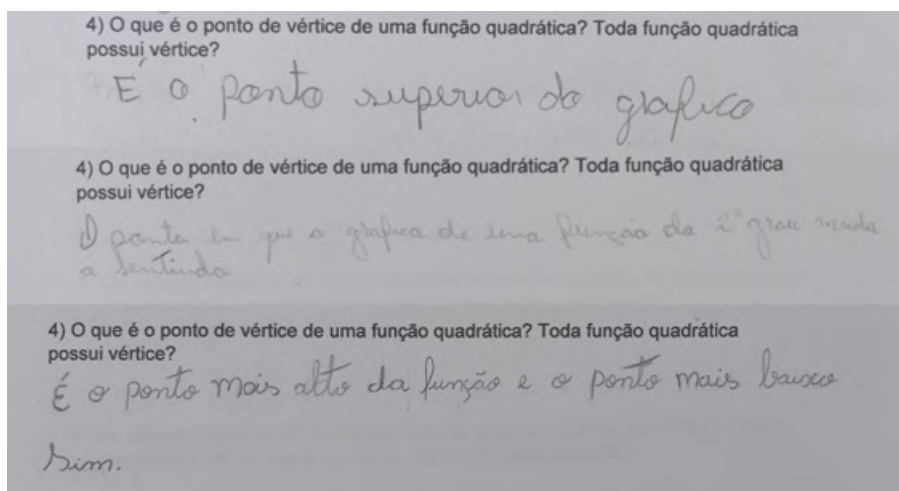 4) O que é o ponto de vértice de uma função quadrática? Toda função quadrática
possui vértice?
É o ponto superior do grafico
4) O que é o ponto de vértice de uma função quadrática? Toda função quadrática
possui vértice?
O ponto em que o grafico de uma função do 2º grau muda
o sentindo
4) O que é o ponto de vértice de uma função quadrática? Toda função quadrática
possui vértice?
É o ponto mais alto da função e o ponto mais baixo
Sim.